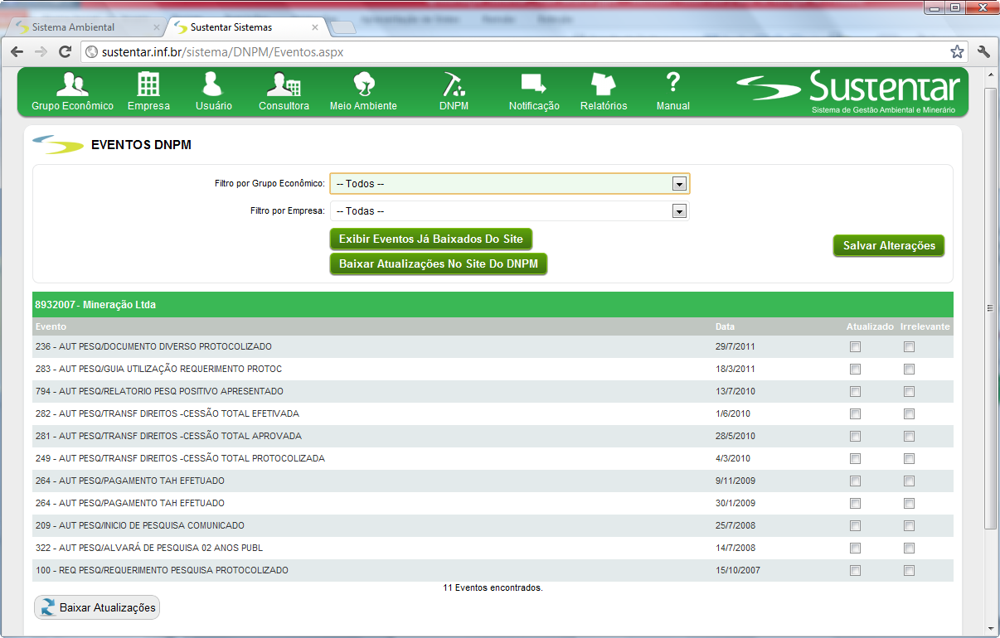 Sistema Ambiental
Sustentar Sistemas
sustentar.inf.br/sistema/DNPM/Eventos.aspx
Grupo Econômico
Empresa
Usuário
Consultora
Meio Ambiente
DNPM
Notificação
Relatórios
?
Manual
Sustentar
Sistema de Gestão Ambiental e Minerário
EVENTOS DNPM
Filtro por Grupo Econômico: -- Todos --
Filtro por Empresa: -- Todas --
Exibir Eventos Já Baixados Do Site
Salvar Alterações
Baixar Atualizações No Site Do DNPM
8932007- Mineração Ltda
Evento Data Atualizado Irrelevante
236 - AUT PESQ/DOCUMENTO DIVERSO PROTOCOLIZADO 29/7/2011
283 - AUT PESQ/GUIA UTILIZAÇÃO REQUERIMENTO PROTOC 18/3/2011
794 - AUT PESQ/RELATORIO PESQ POSITIVO APRESENTADO 13/7/2010
282 - AUT PESQ/TRANSF DIREITOS -CESSÃO TOTAL EFETIVADA 1/6/2010
281 - AUT PESQ/TRANSF DIREITOS -CESSÃO TOTAL APROVADA 28/5/2010
249 - AUT PESQ/TRANSF DIREITOS -CESSÃO TOTAL PROTOCOLIZADA 4/3/2010
264 - AUT PESQ/PAGAMENTO TAH EFETUADO 9/11/2009
264 - AUT PESQ/PAGAMENTO TAH EFETUADO 30/1/2009
209 - AUT PESQ/INICIO DE PESQUISA COMUNICADO 25/7/2008
322 - AUT PESQ/ALVARÁ DE PESQUISA 02 ANOS PUBL 14/7/2008
100 - REQ PESQ/REQUERIMENTO PESQUISA PROTOCOLIZADO 15/10/2007
11 Eventos encontrados.
Baixar Atualizações